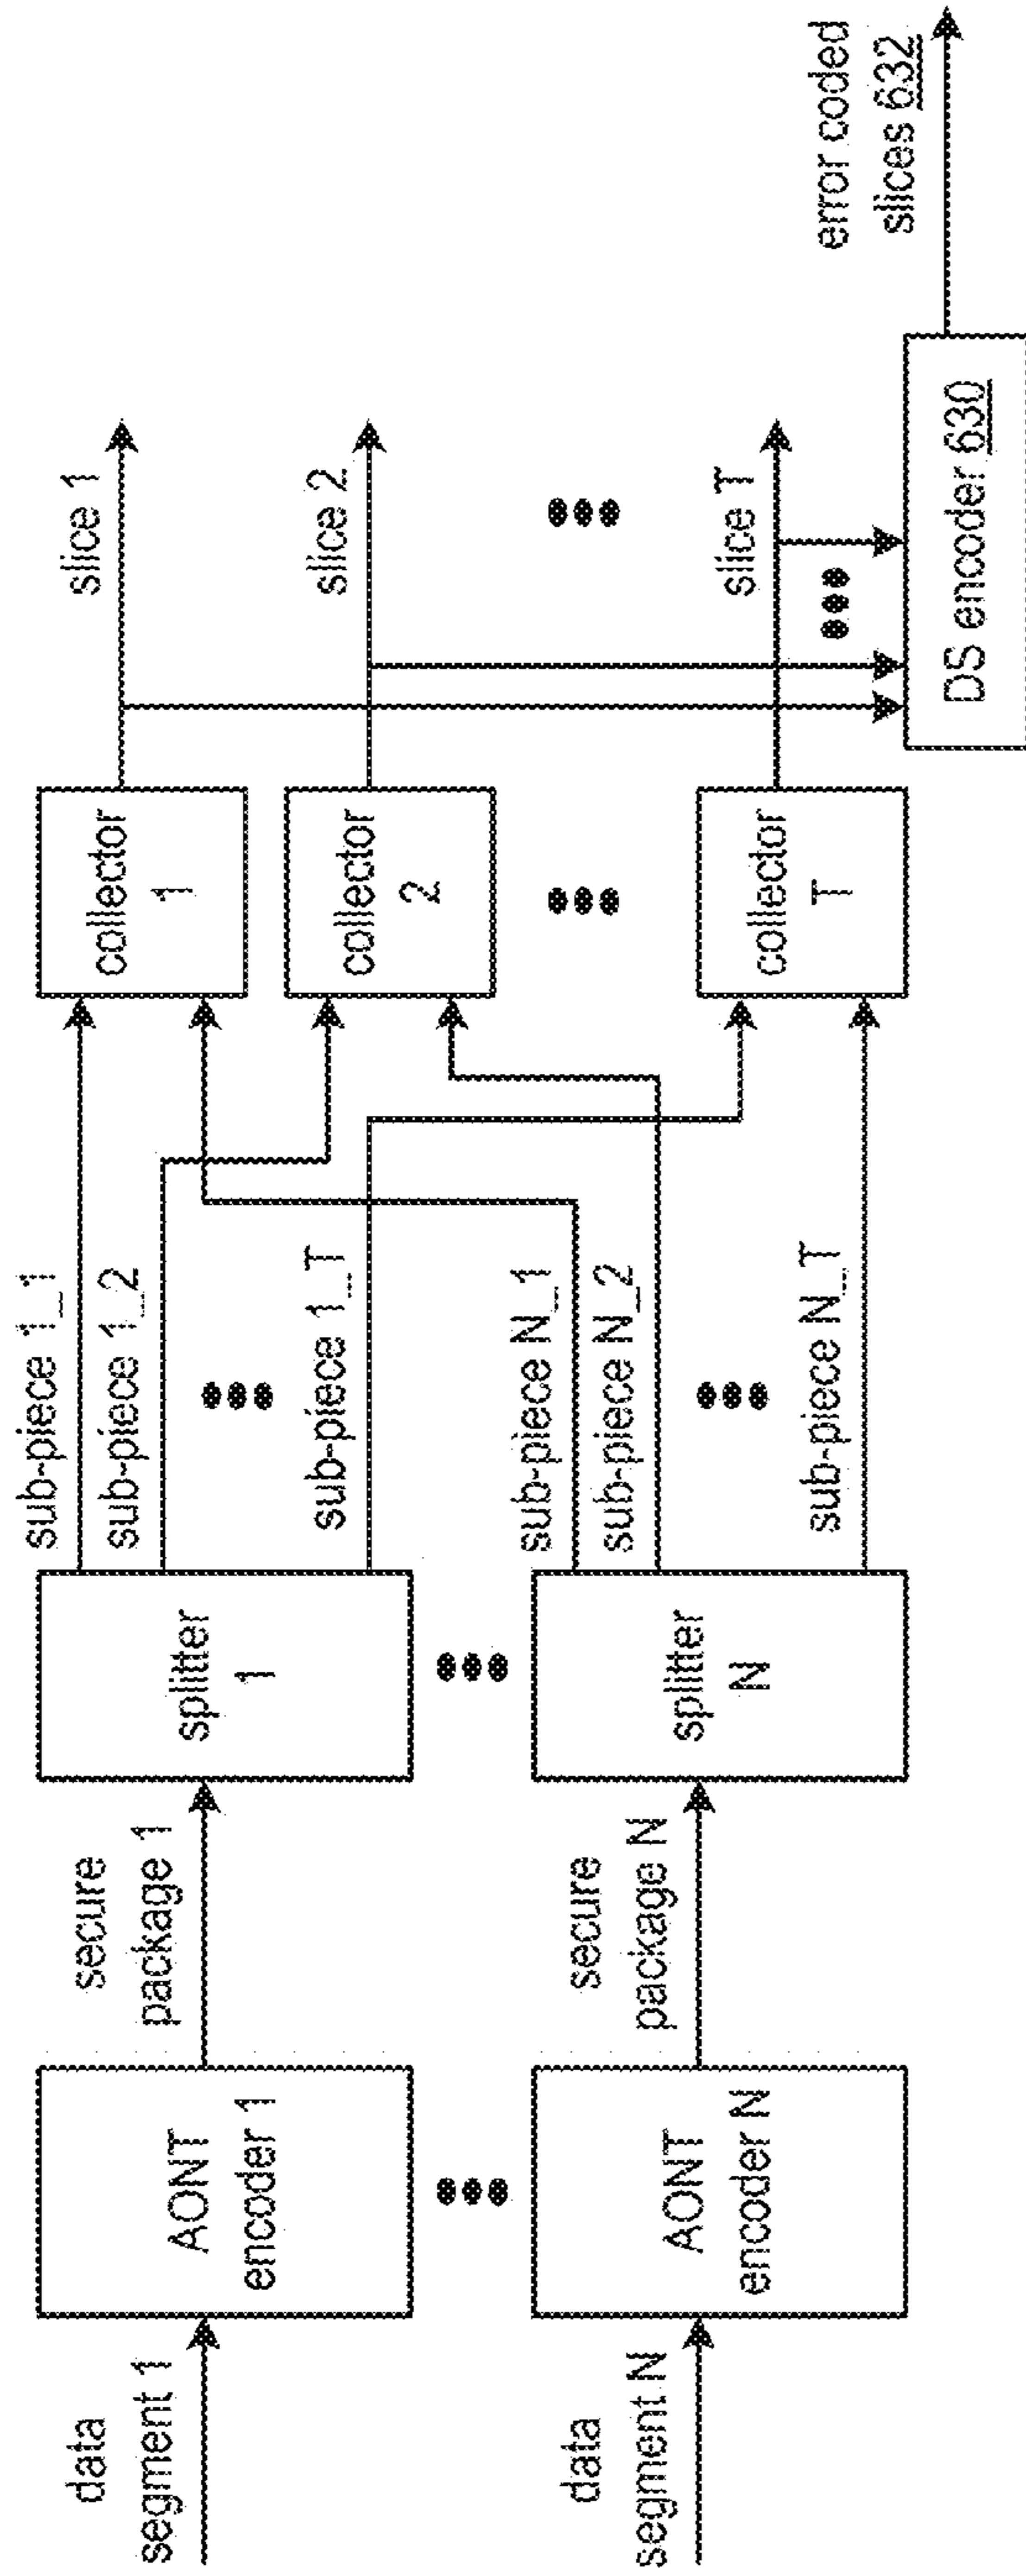 data
segment 1
AONT
encoder 1
secure
package 1
splitter
1
sub-piece 1_1
sub-piece 1_2
sub-piece 1_T
collector
1
slice 1
collector
2
slice 2
data
segment N
AONT
encoder N
secure
package N
splitter
N
sub-piece N_1
sub-piece N_2
sub-piece N_T
collector
T
slice T
DS encoder 630
error coded
slices 632